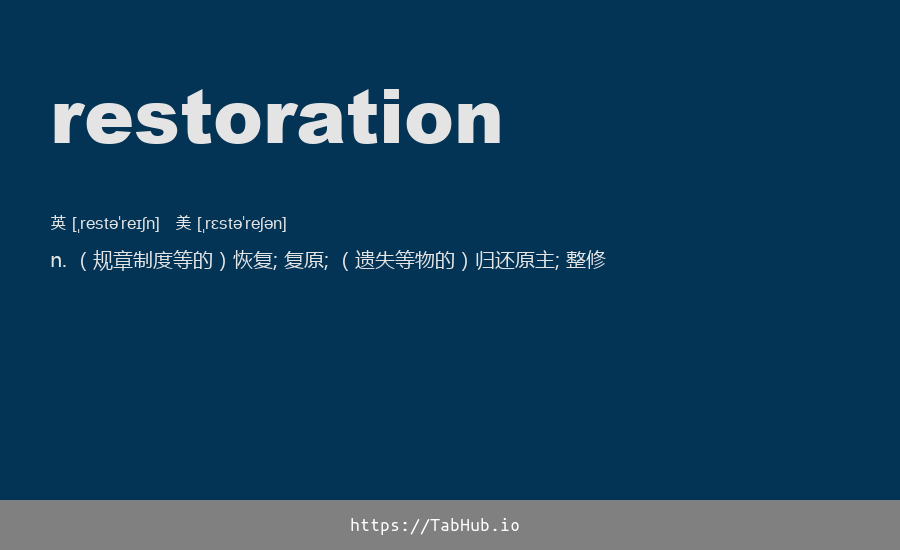 restoration
英 [ˌrestəˈreɪʃn] 美 [ˌrɛstəˈreʃən]
n. （规章制度等的）恢复; 复原; （遗失等物的）归还原主; 整修
https://TabHub.io